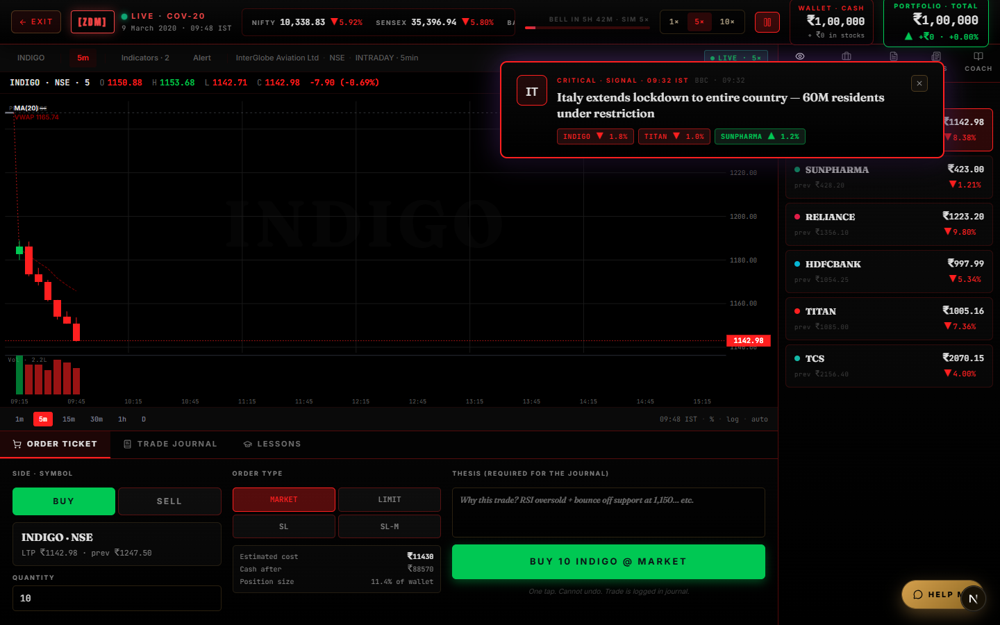 ← EXIT
[ZDM]
LIVE · COV-20
9 March 2020 · 09:48 IST
NIFTY 10,338.83 ▼5.92% SENSEX 35,396.94 ▼5.80%
BELL IN 5H 42M · SIM 5×
1× 5× 10×
WALLET · CASH
₹1,00,000
+ ₹0 in stocks
PORTFOLIO · TOTAL
₹1,00,000
▲ +₹0 · +0.00%
INDIGO 5m Indicators · 2 Alert InterGlobe Aviation Ltd · NSE · INTRADAY · 5min
LIVE · 5×
COACH
INDIGO · NSE · 5 O 1150.88 H 1153.68 L 1142.71 C 1142.98 -7.90 (-0.69%)
MA(20)
VWAP 1165.74
CRITICAL · SIGNAL · 09:32 IST BBC · 09:32
IT
Italy extends lockdown to entire country — 60M residents
under restriction
INDIGO ▼ 1.8% TITAN ▼ 1.0% SUNPHARMA ▲ 1.2%
×
₹1142.98
▼8.38%
SUNPHARMA ₹423.00
prev ₹428.20 ▼1.21%
RELIANCE ₹1223.20
prev ₹1356.10 ▼9.80%
HDFCBANK ₹997.99
prev ₹1054.25 ▼5.34%
TITAN ₹1005.16
prev ₹1085.00 ▼7.36%
TCS ₹2070.15
prev ₹2156.40 ▼4.00%
INDIGO
1220.00
1200.00
1180.00
1160.00
1142.98
1140.00
Vol · 2.2L
09:15 09:45 10:15 10:45 11:15 11:45 12:15 12:45 13:15 13:45 14:15 14:45 15:15
1m 5m 15m 30m 1h D
09:48 IST · % · log · auto
ORDER TICKET TRADE JOURNAL LESSONS
SIDE · SYMBOL
BUY SELL
INDIGO · NSE
LTP ₹1142.98 · prev ₹1247.50
QUANTITY
10
ORDER TYPE
MARKET LIMIT
SL SL-M
Estimated cost ₹11430
Cash after ₹88570
Position size 11.4% of wallet
THESIS (REQUIRED FOR THE JOURNAL)
Why this trade? RSI oversold + bounce off support at 1,150... etc.
BUY 10 INDIGO @ MARKET
One tap. Cannot undo. Trade is logged in journal.
HELP
N